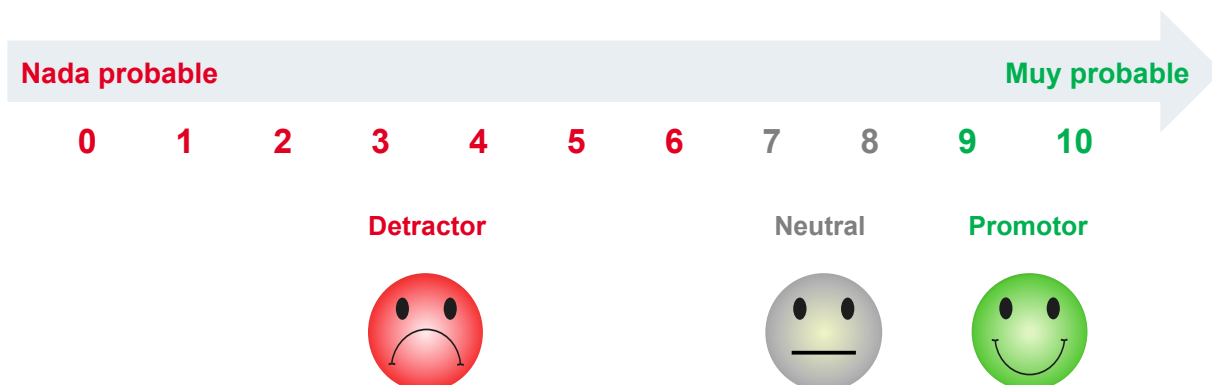 Nada probable Muy probable
0 1 2 3 4 5 6 7 8 9 10
Detractor Neutral Promotor